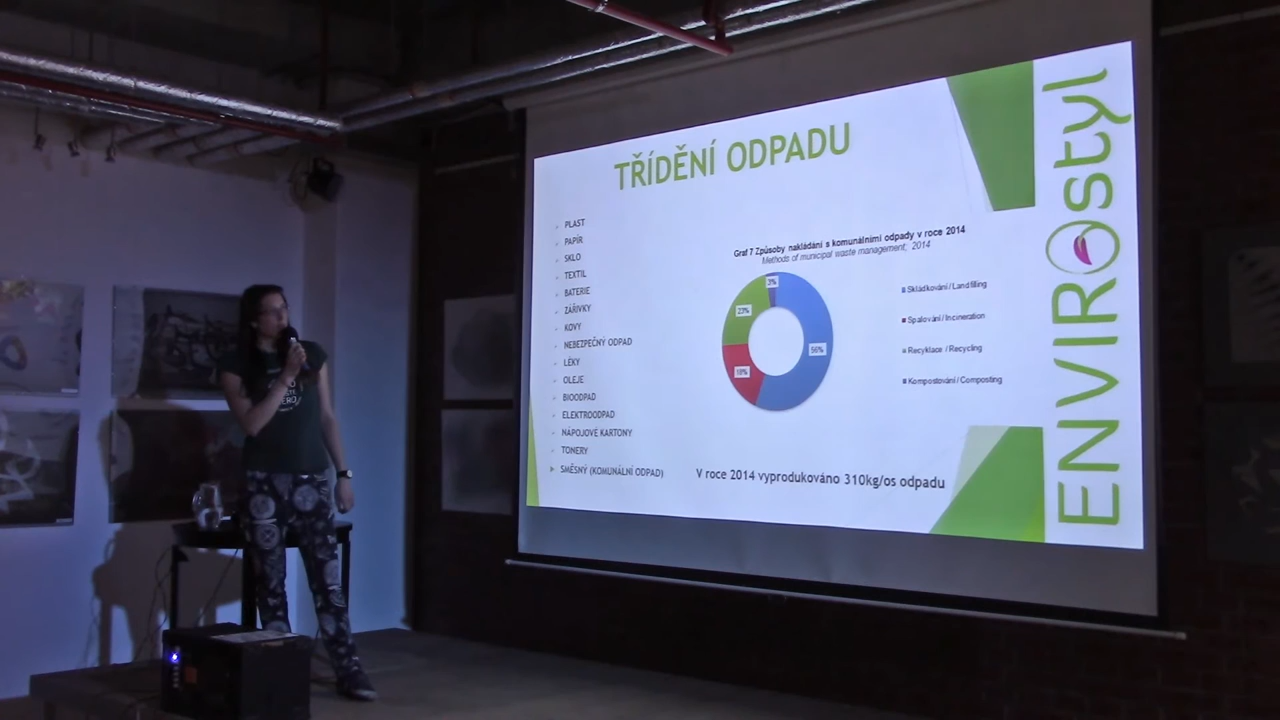 TŘÍDĚNÍ ODPADU
PLAST
PAPÍR
SKLO
TEXTIL
BATERIE
ZÁŘIVKY
KOVY
NEBEZPEČNÝ ODPAD
LÉKY
OLEJE
BIOODPAD
ELEKTROODPAD
NÁPOJOVÉ KARTONY
TONERY
SMĚSNÝ (KOMUNÁLNÍ ODPAD)
Graf 7 Způsoby nakládání s komunálními odpady v roce 2014
Methods of municipal waste management; 2014
3%
23%
56%
18%
Skládkování / Landfilling
Spalování / Incineration
Recyklace / Recycling
Kompostování / Composting
V roce 2014 vyprodukováno 310kg/os odpadu
ENVIROstyl